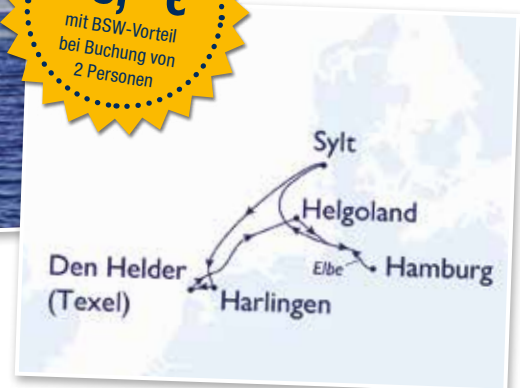 €
mit BSW-Vorteil
bei Buchung von
2 Personen
Sylt
Helgoland
Elbe
Hamburg
Den Helder
(Texel)
Harlingen